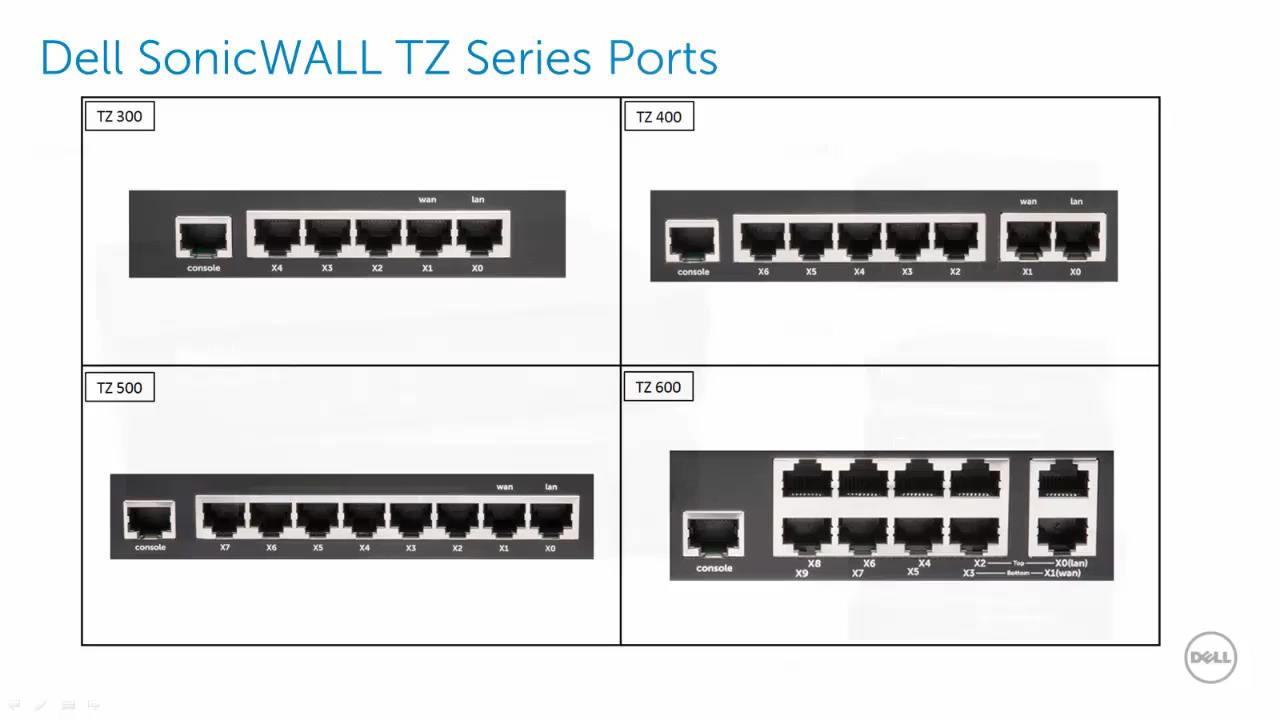 Dell SonicWALL TZ Series Ports
TZ 300
wan lan
console X4 X3 X2 X1 X0
TZ 400
wan lan
console X6 X5 X4 X3 X2 X1 X0
TZ 500
wan lan
console X7 X6 X5 X4 X3 X2 X1 X0
TZ 600
console
X8 X6 X4 X2 Top X0(lan)
X9 X7 X5 X3 Bottom X1(wan)
DELL